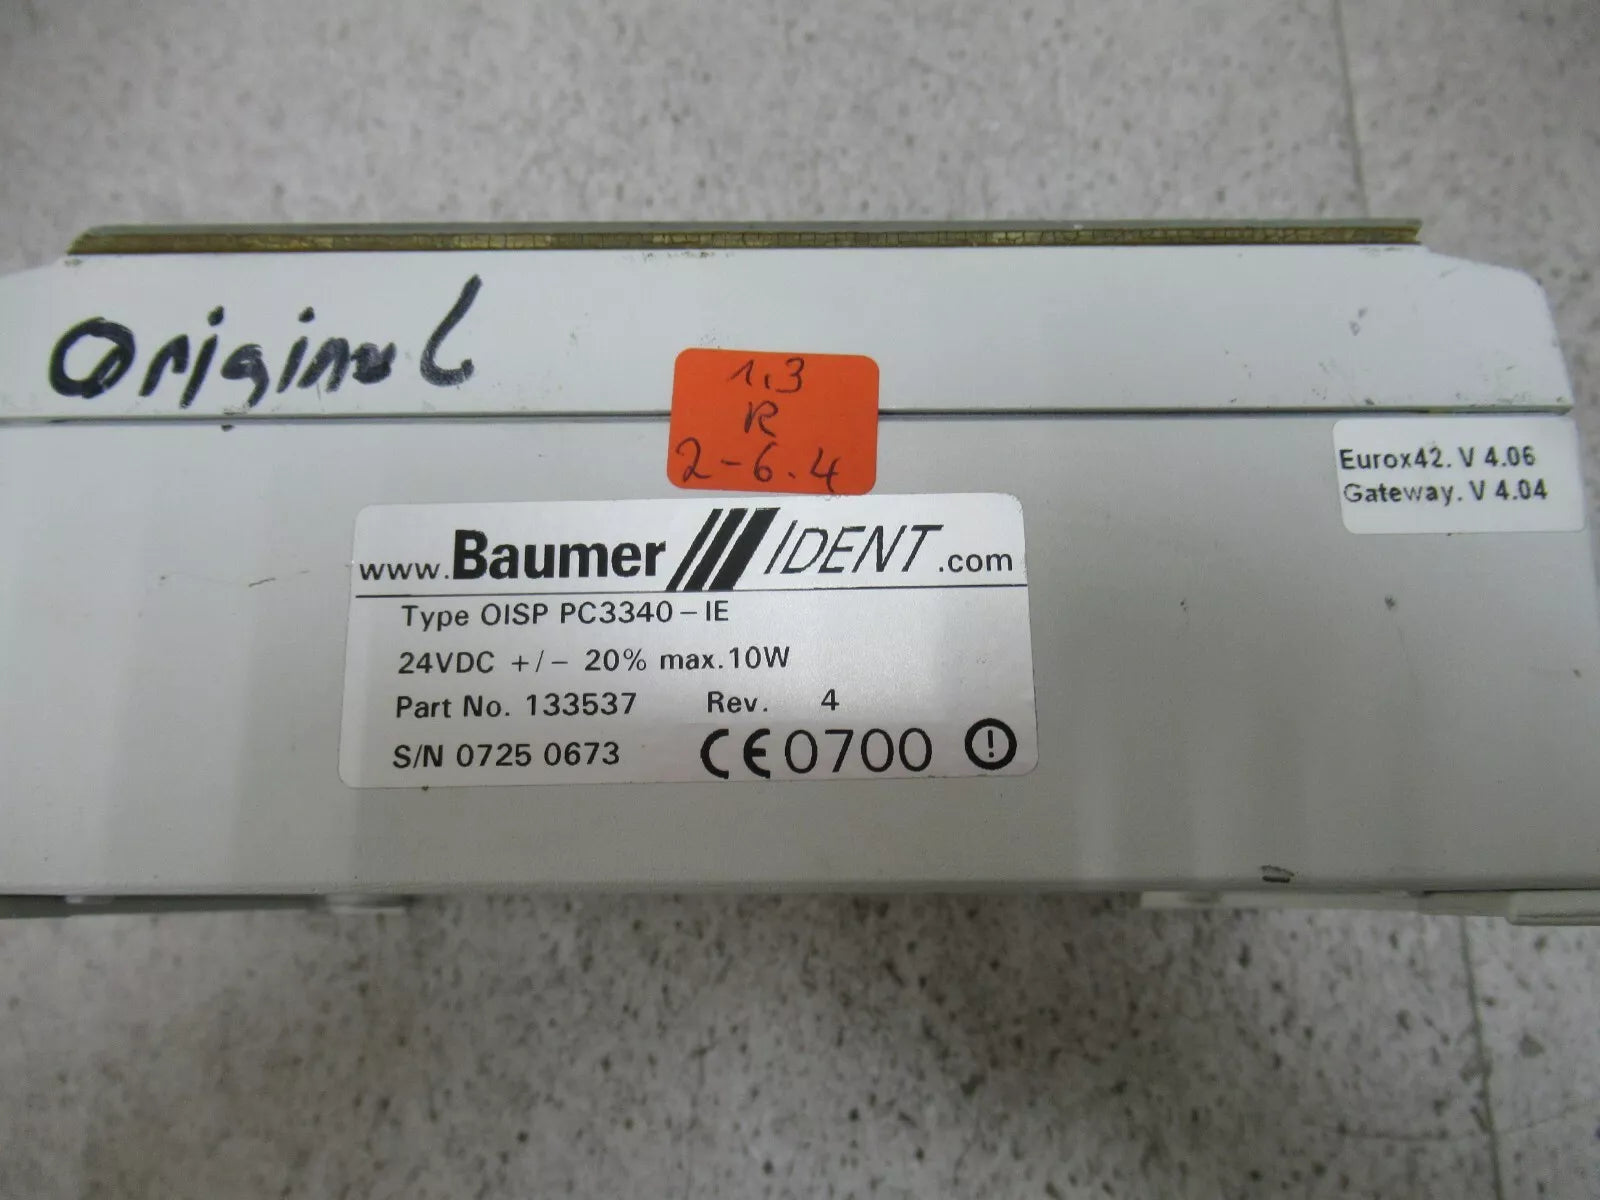 Original
1.3
R
2-6.4
Eurox42. V 4.06
Gateway. V 4.04
www.Baumer IDENT.com
Type OISP PC3340-IE
24VDC +/- 20% max.10W
Part No. 133537 Rev. 4
S/N 0725 0673 CE0700 !